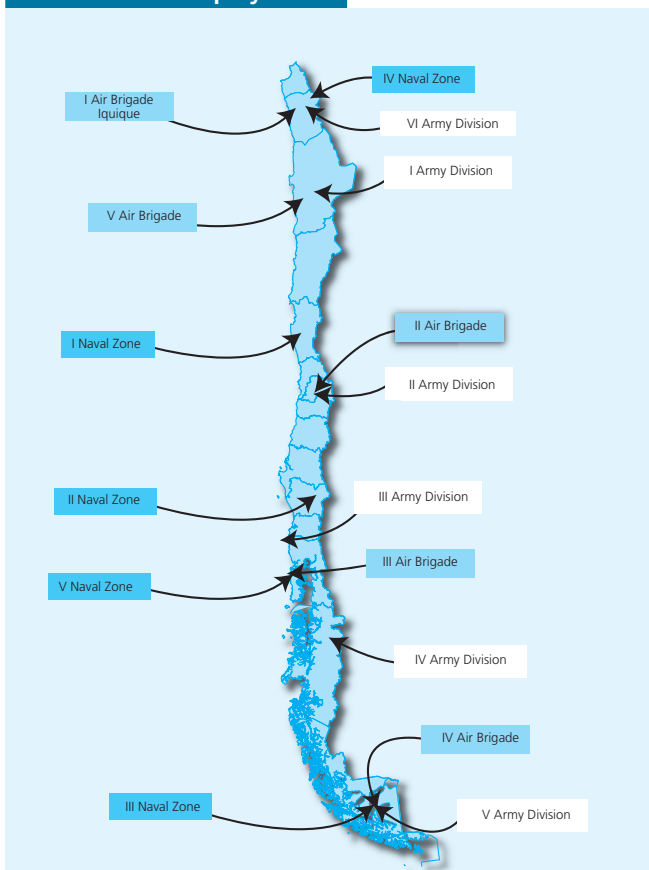 IV Naval Zone
I Air Brigade
Iquique
VI Army Division
I Army Division
V Air Brigade
II Air Brigade
I Naval Zone
II Army Division
II Naval Zone
III Army Division
III Air Brigade
V Naval Zone
IV Army Division
IV Air Brigade
III Naval Zone
V Army Division